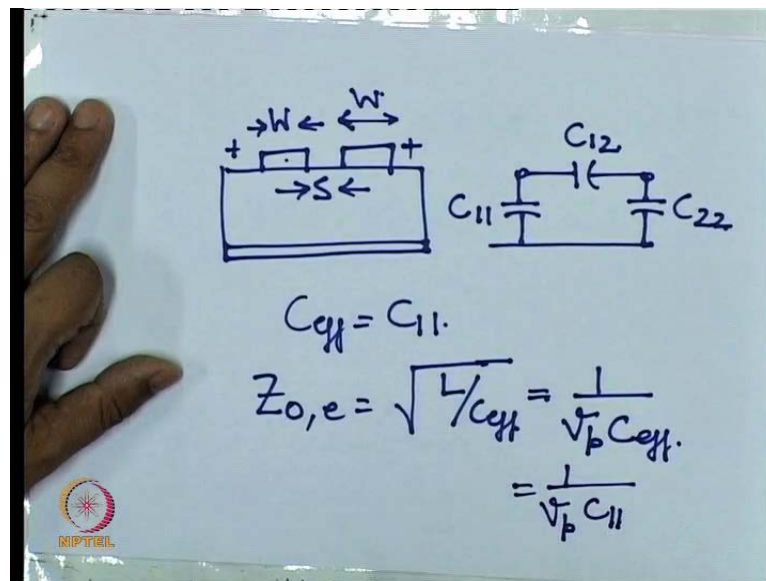 W W
+ +
S
C12
C11 C22
Ceff = C11.
Z0,e = √L/Ceff = 1/vp Ceff.
= 1/vp C11
NPTEL